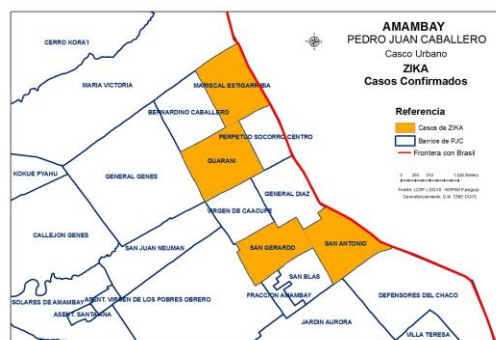 AMAMBAY
PEDRO JUAN CABALLERO
Casco Urbano
ZIKA
Casos Confirmados
Referencia
Casos de ZIKA
Barrios de PJC
Frontera con Brasil
CERRO KORA'I
MARIA VICTORIA
MARISCAL ESTIGARRIBIA
BERNARDINO CABALLERO
PERPETUO SOCORRO CENTRO
GUARANI
KOKUE PYAHU
GENERAL GENES
GENERAL DIAZ
VIRGEN DE CAACUPE
CALLEJON GENES
SAN JUAN NEUMAN
SAN GERARDO
SAN ANTONIO
SAN BLAS
SOLARES DE AMAMBAY
ASENT. VIRGEN DE LOS POBRES OBRERO
FRACCION AMAMBAY
DEFENSORES DEL CHACO
ASENT. SANTA ANA
JARDIN AURORA
VILLA TERESA